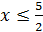 x ≤ 5/2